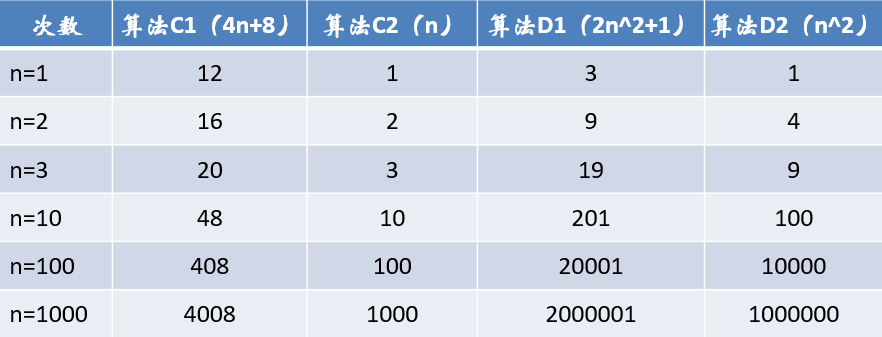 次数 算法C1（4n+8） 算法C2（n） 算法D1（2n^2+1） 算法D2（n^2）
n=1 12 1 3 1
n=2 16 2 9 4
n=3 20 3 19 9
n=10 48 10 201 100
n=100 408 100 20001 10000
n=1000 4008 1000 2000001 1000000